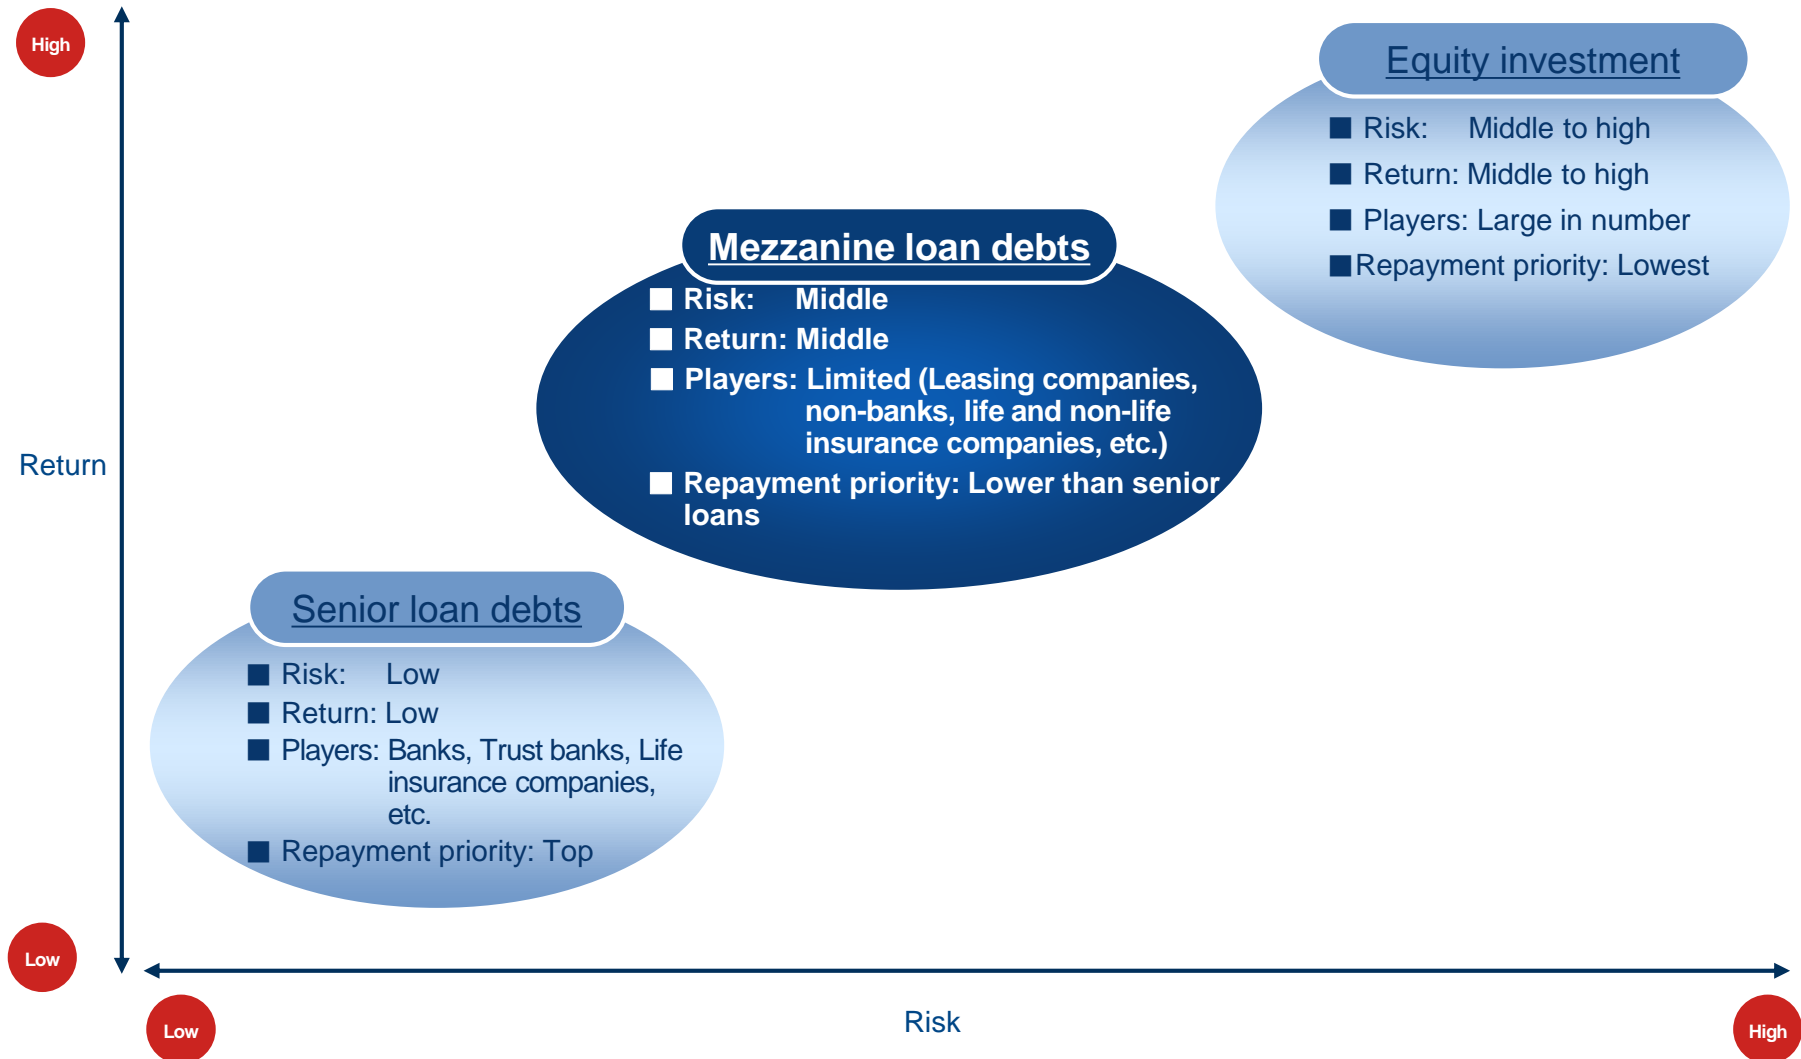 High
Equity investment
■ Risk: Middle to high
■ Return: Middle to high
■ Players: Large in number
■ Repayment priority: Lowest
Mezzanine loan debts
■ Risk: Middle
■ Return: Middle
■ Players: Limited (Leasing companies,
non-banks, life and non-life
insurance companies, etc.)
■ Repayment priority: Lower than senior
loans
Return
Senior loan debts
■ Risk: Low
■ Return: Low
■ Players: Banks, Trust banks, Life
insurance companies,
etc.
■ Repayment priority: Top
Low
Low
Risk
High